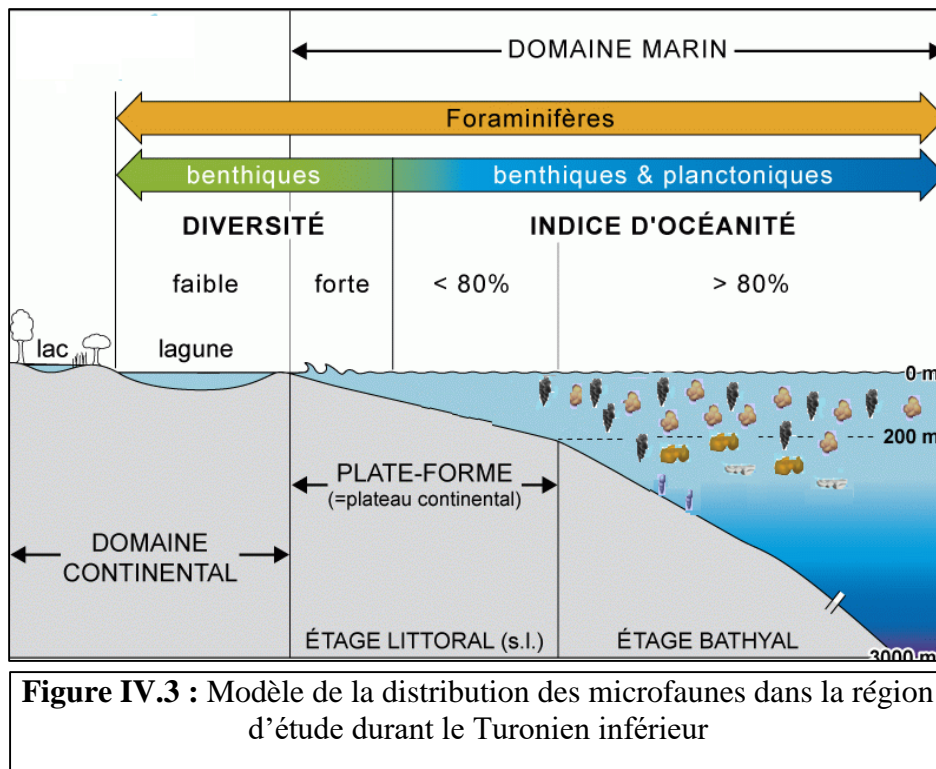 DOMAINE MARIN
Foraminifères
benthiques
benthiques & planctoniques
DIVERSITÉ
INDICE D'OCÉANITÉ
faible
forte
< 80%
> 80%
lac
lagune
0 m
200 m
PLATE-FORME
(=plateau continental)
DOMAINE
CONTINENTAL
ÉTAGE LITTORAL (s.l.)
ÉTAGE BATHYAL
3000 m
Figure IV.3 : Modèle de la distribution des microfaunes dans la région
d'étude durant le Turonien inférieur